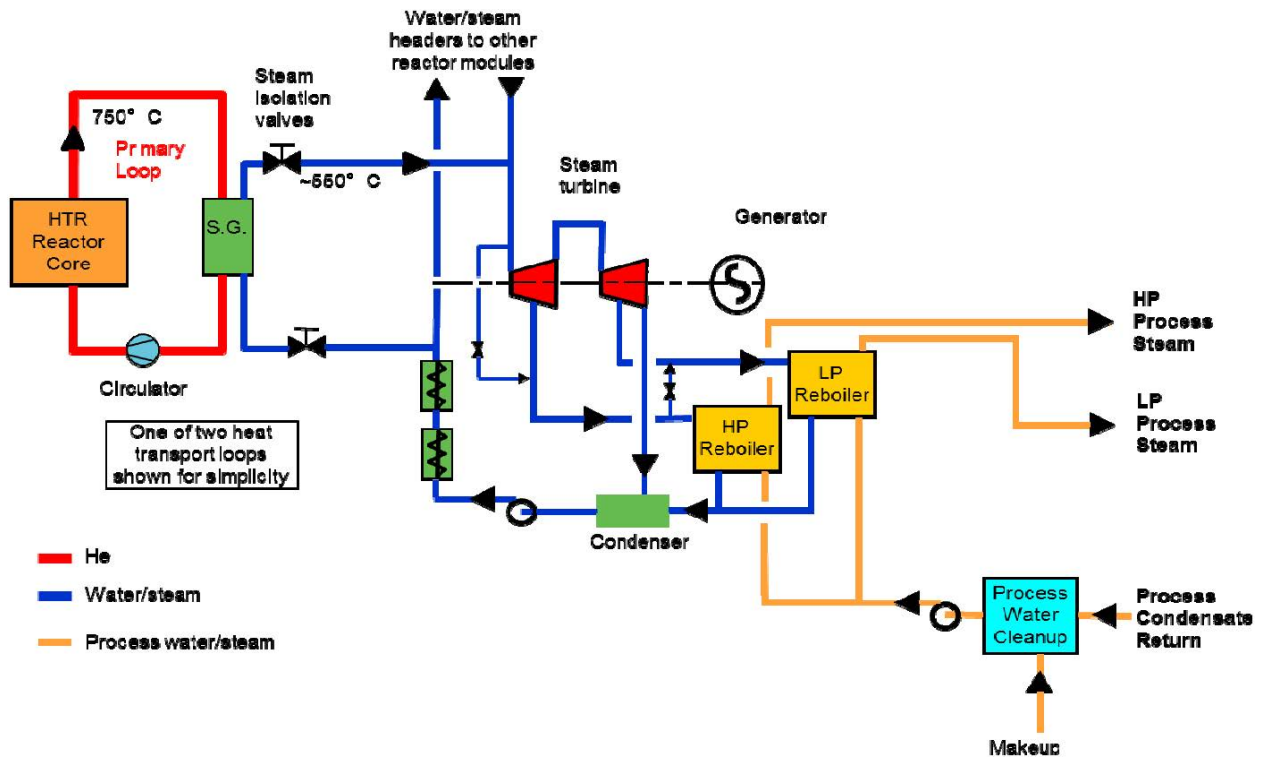 Water/steam
headers to other
reactor modules
Steam
isolation
valves
750° C
Primary
Loop
~550° C
Steam
turbine
HTR
Reactor
Core
S.G.
Generator
HP
Process
Steam
Circulator
LP
Reboiler
LP
Process
Steam
HP
Reboiler
One of two heat
transport loops
shown for simplicity
Condenser
He
Water/steam
Process water/steam
Process
Water
Cleanup
Process
Condensate
Return
Makeup